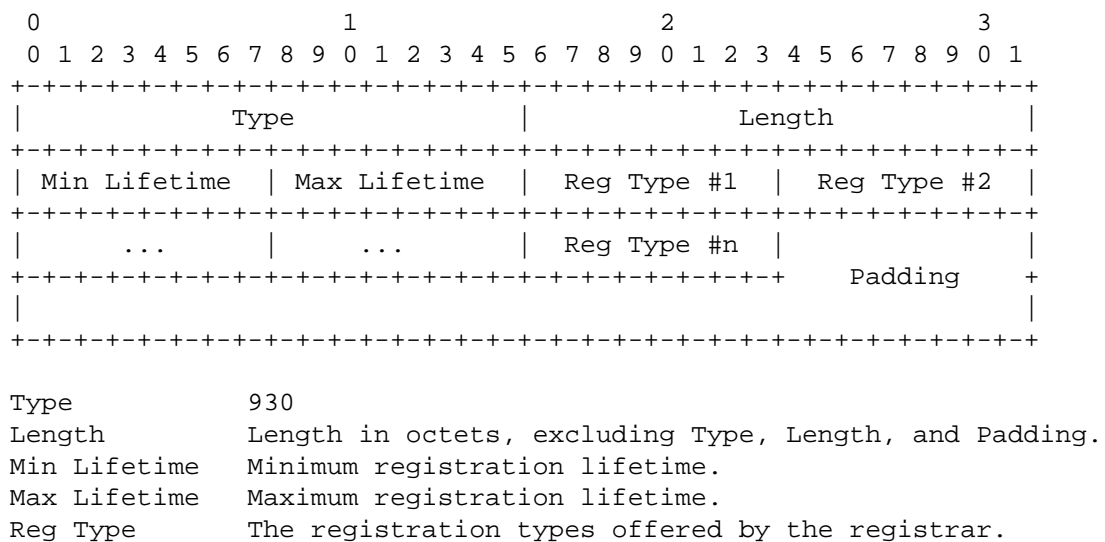 0                   1                   2                   3
 0 1 2 3 4 5 6 7 8 9 0 1 2 3 4 5 6 7 8 9 0 1 2 3 4 5 6 7 8 9 0 1
+-+-+-+-+-+-+-+-+-+-+-+-+-+-+-+-+-+-+-+-+-+-+-+-+-+-+-+-+-+-+-+-+
|             Type              |             Length            |
+-+-+-+-+-+-+-+-+-+-+-+-+-+-+-+-+-+-+-+-+-+-+-+-+-+-+-+-+-+-+-+-+
| Min Lifetime  | Max Lifetime  |  Reg Type #1  |  Reg Type #2  |
+-+-+-+-+-+-+-+-+-+-+-+-+-+-+-+-+-+-+-+-+-+-+-+-+-+-+-+-+-+-+-+-+
|      ...      |     ...       |  Reg Type #n  |               |
+-+-+-+-+-+-+-+-+-+-+-+-+-+-+-+-+-+-+-+-+-+-+-+-+    Padding    +
|                                                               |
+-+-+-+-+-+-+-+-+-+-+-+-+-+-+-+-+-+-+-+-+-+-+-+-+-+-+-+-+-+-+-+-+

Type           930
Length         Length in octets, excluding Type, Length, and Padding.
Min Lifetime   Minimum registration lifetime.
Max Lifetime   Maximum registration lifetime.
Reg Type       The registration types offered by the registrar.